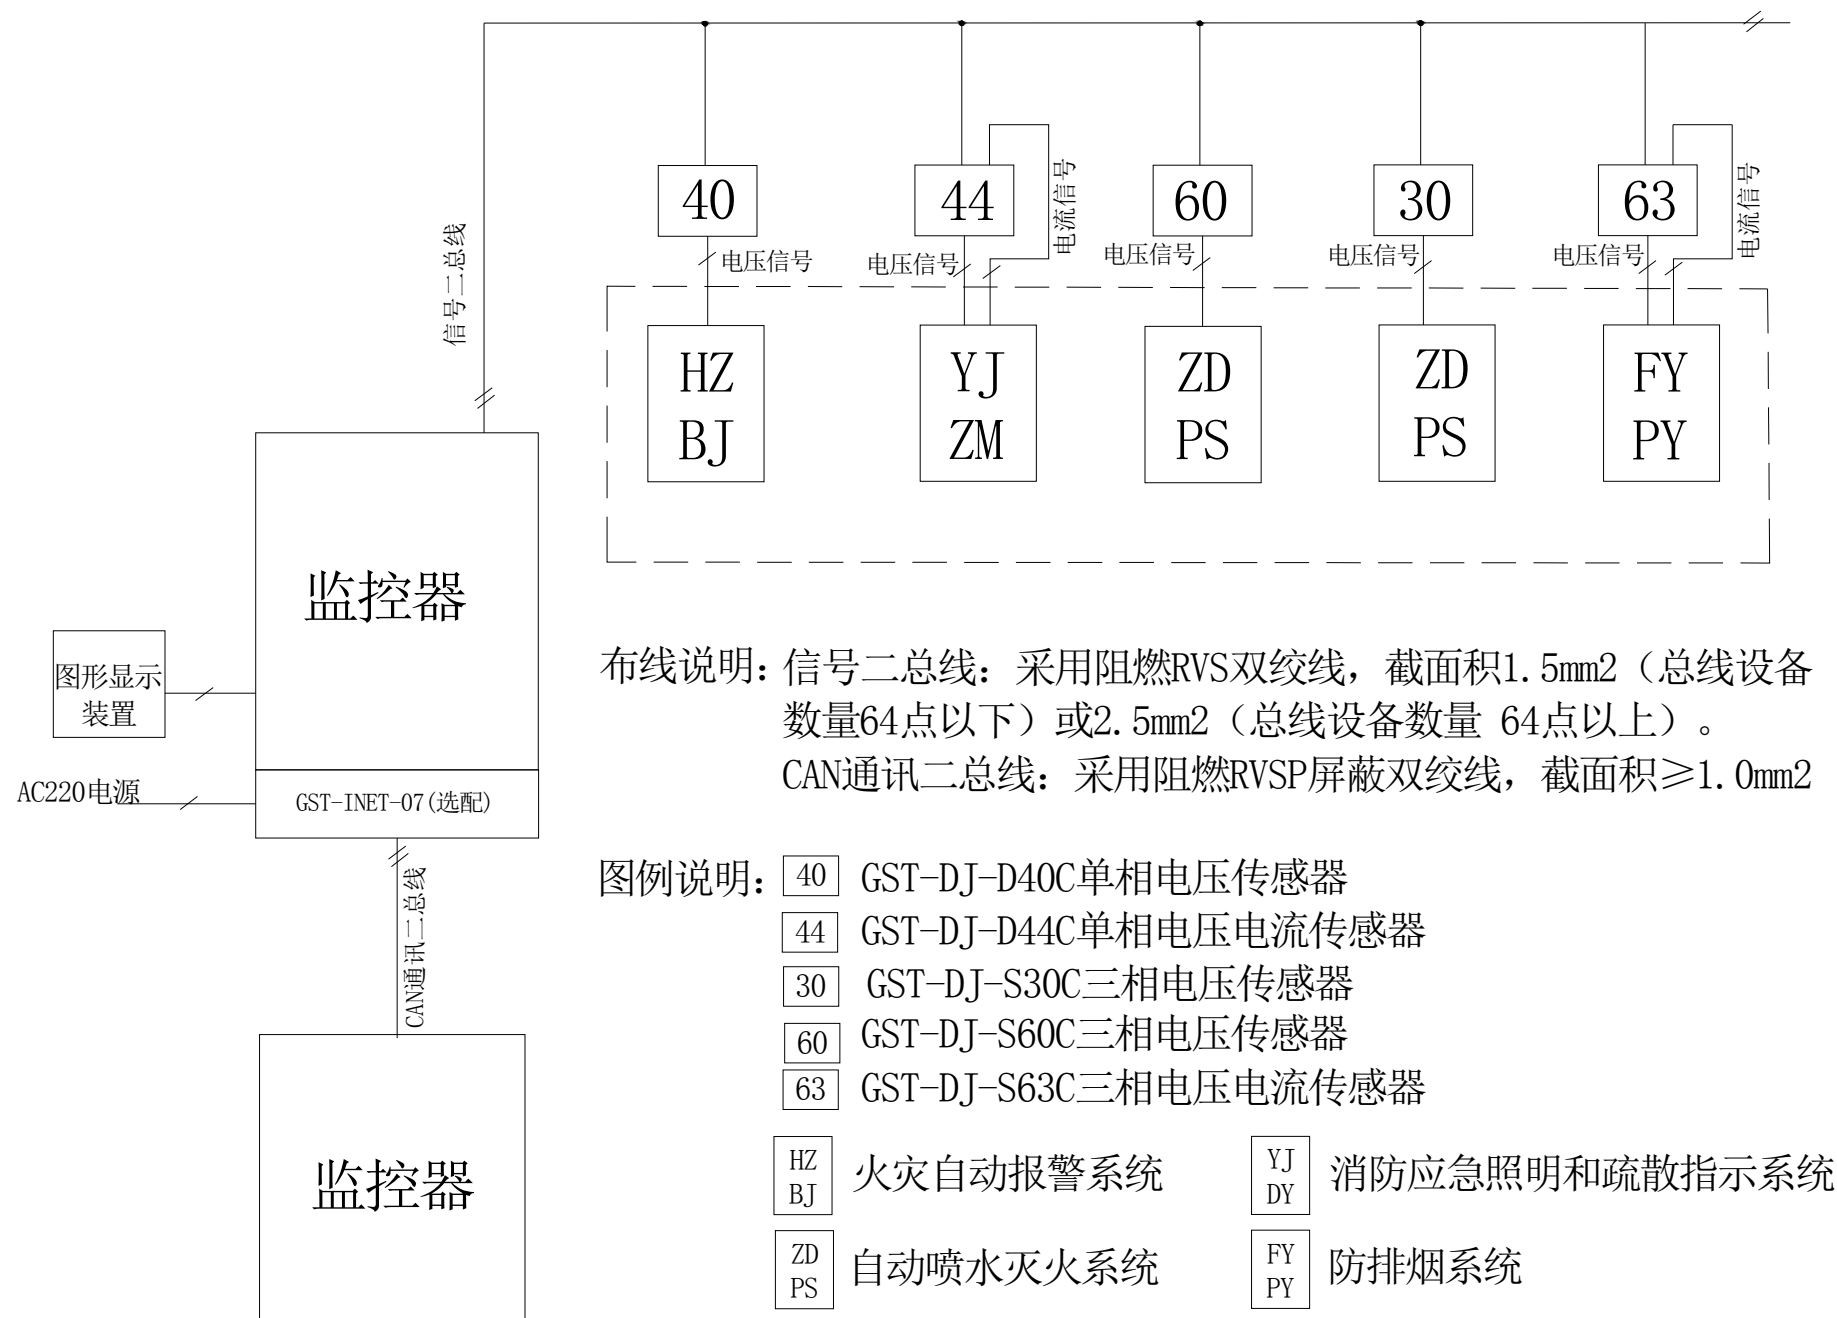 40
44
60
30
63
电流信号
电流信号
信号二总线
电压信号
电压信号
电压信号
电压信号
电压信号
HZ
BJ
YJ
ZM
ZD
PS
ZD
PS
FY
PY
监控器
图形显示
装置
AC220电源
GST-INET-07(选配)
CAN通讯二总线
监控器
布线说明：信号二总线：采用阻燃RVS双绞线，截面积1.5mm2（总线设备
数量64点以下）或2.5mm2（总线设备数量 64点以上）。
CAN通讯二总线：采用阻燃RVSP屏蔽双绞线，截面积≥1.0mm2
图例说明：40 GST-DJ-D40C单相电压传感器
44 GST-DJ-D44C单相电压电流传感器
30 GST-DJ-S30C三相电压传感器
60 GST-DJ-S60C三相电压传感器
63 GST-DJ-S63C三相电压电流传感器
HZ
BJ
火灾自动报警系统
YJ
DY
消防应急照明和疏散指示系统
ZD
PS
自动喷水灭火系统
FY
PY
防排烟系统